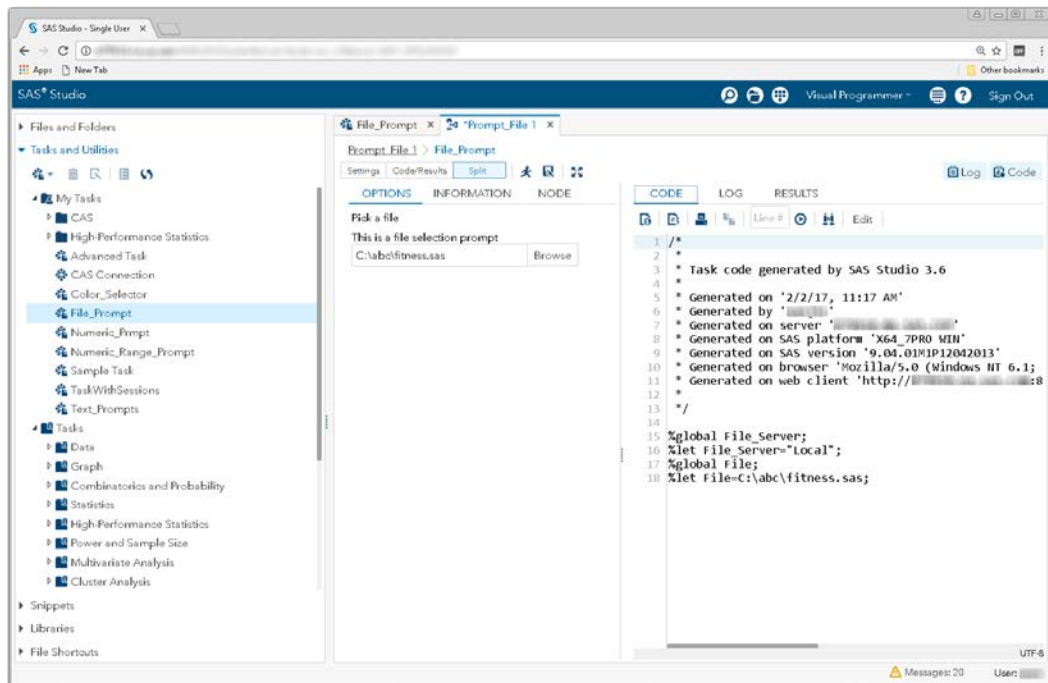 SAS Studio - Single User
Apps New Tab Other bookmarks
SAS® Studio Visual Programmer Sign Out
Files and Folders
Tasks and Utilities
My Tasks
CAS
High-Performance Statistics
Advanced Task
CAS Connection
Color_Selector
File_Prompt
Numeric_Prmpt
Numeric_Range_Prompt
Sample Task
TaskWithSessions
Text_Prompts
Tasks
Data
Graph
Combinatorics and Probability
Statistics
High-Performance Statistics
Power and Sample Size
Multivariate Analysis
Cluster Analysis
Snippets
Libraries
File Shortcuts
File_Prompt *Prompt_File 1
Prompt_File 1 > File_Prompt
Settings Code/Results Split Log Code
OPTIONS INFORMATION NODE
Pick a file
This is a file selection prompt
C:\abc\fitness.sas Browse
CODE LOG RESULTS
Line # Edit
1 /*
2 *
3 * Task code generated by SAS Studio 3.6
4 *
5 * Generated on '2/2/17, 11:17 AM'
6 * Generated by '
7 * Generated on server '
8 * Generated on SAS platform 'X64_7PRO WIN'
9 * Generated on SAS version '9.04.01M1P12042013'
10 * Generated on browser 'Mozilla/5.0 (Windows NT 6.1;
11 * Generated on web client 'http:// :8
12 *
13 */
14
15 %global File_Server;
16 %let File_Server="Local";
17 %global File;
18 %let File=C:\abc\fitness.sas;
UTF-8
Messages: 20 User: